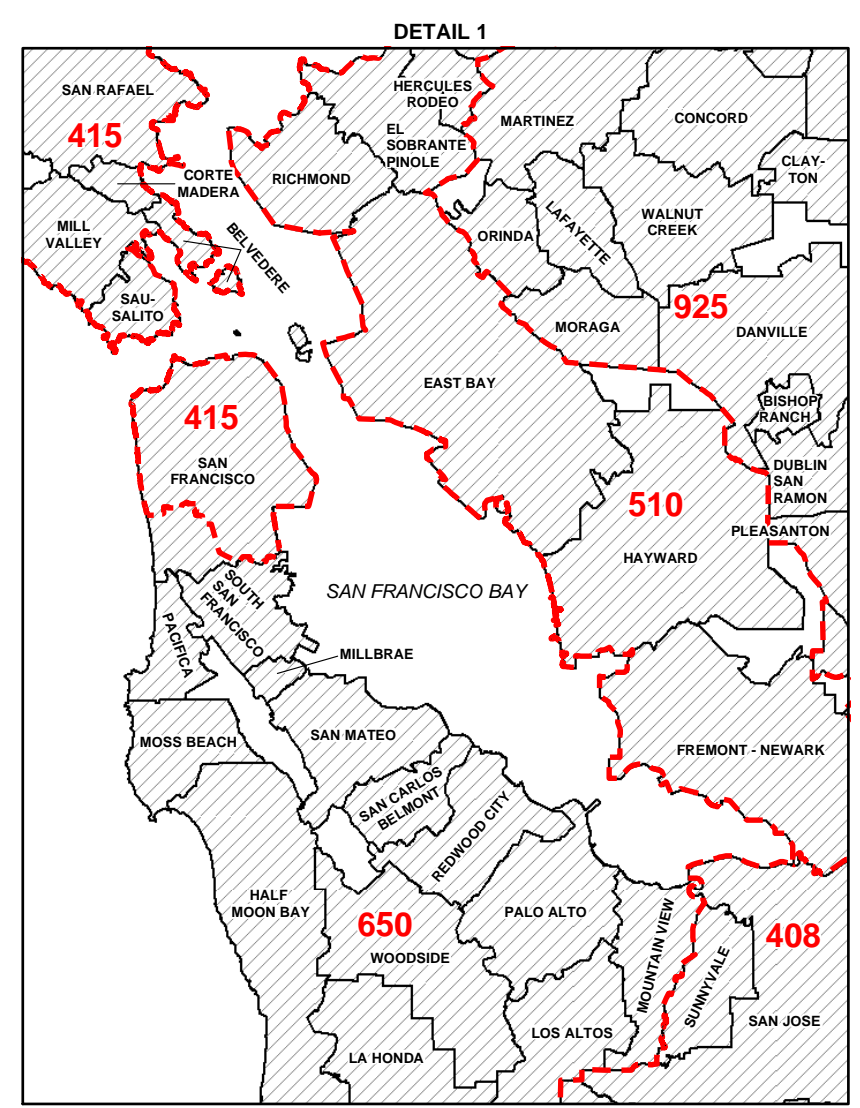 DETAIL 1
SAN RAFAEL
415
HERCULES
RODEO
MARTINEZ
CONCORD
EL
SOBRANTE
PINOLE
CLAY-
TON
CORTE
MADERA
RICHMOND
LAFAYETTE
WALNUT
CREEK
MILL
VALLEY
BELVEDERE
ORINDA
SAU-
SALITO
925
MORAGA
DANVILLE
EAST BAY
BISHOP
RANCH
415
SAN
FRANCISCO
DUBLIN
SAN
RAMON
510
PLEASANTON
HAYWARD
SOUTH
SAN
FRANCISCO
SAN FRANCISCO BAY
PACIFICA
MILLBRAE
MOSS BEACH
SAN MATEO
FREMONT - NEWARK
SAN CARLOS
BELMONT
REDWOOD CITY
HALF
MOON BAY
650
WOODSIDE
PALO ALTO
MOUNTAIN VIEW
408
SUNNYVALE
SAN JOSE
LOS ALTOS
LA HONDA